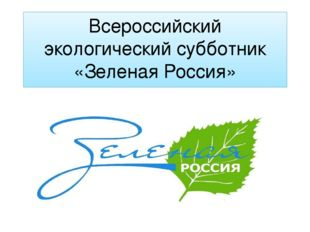 Всероссийский
экологический субботник
«Зеленая Россия»
Зеленая
РОССИЯ